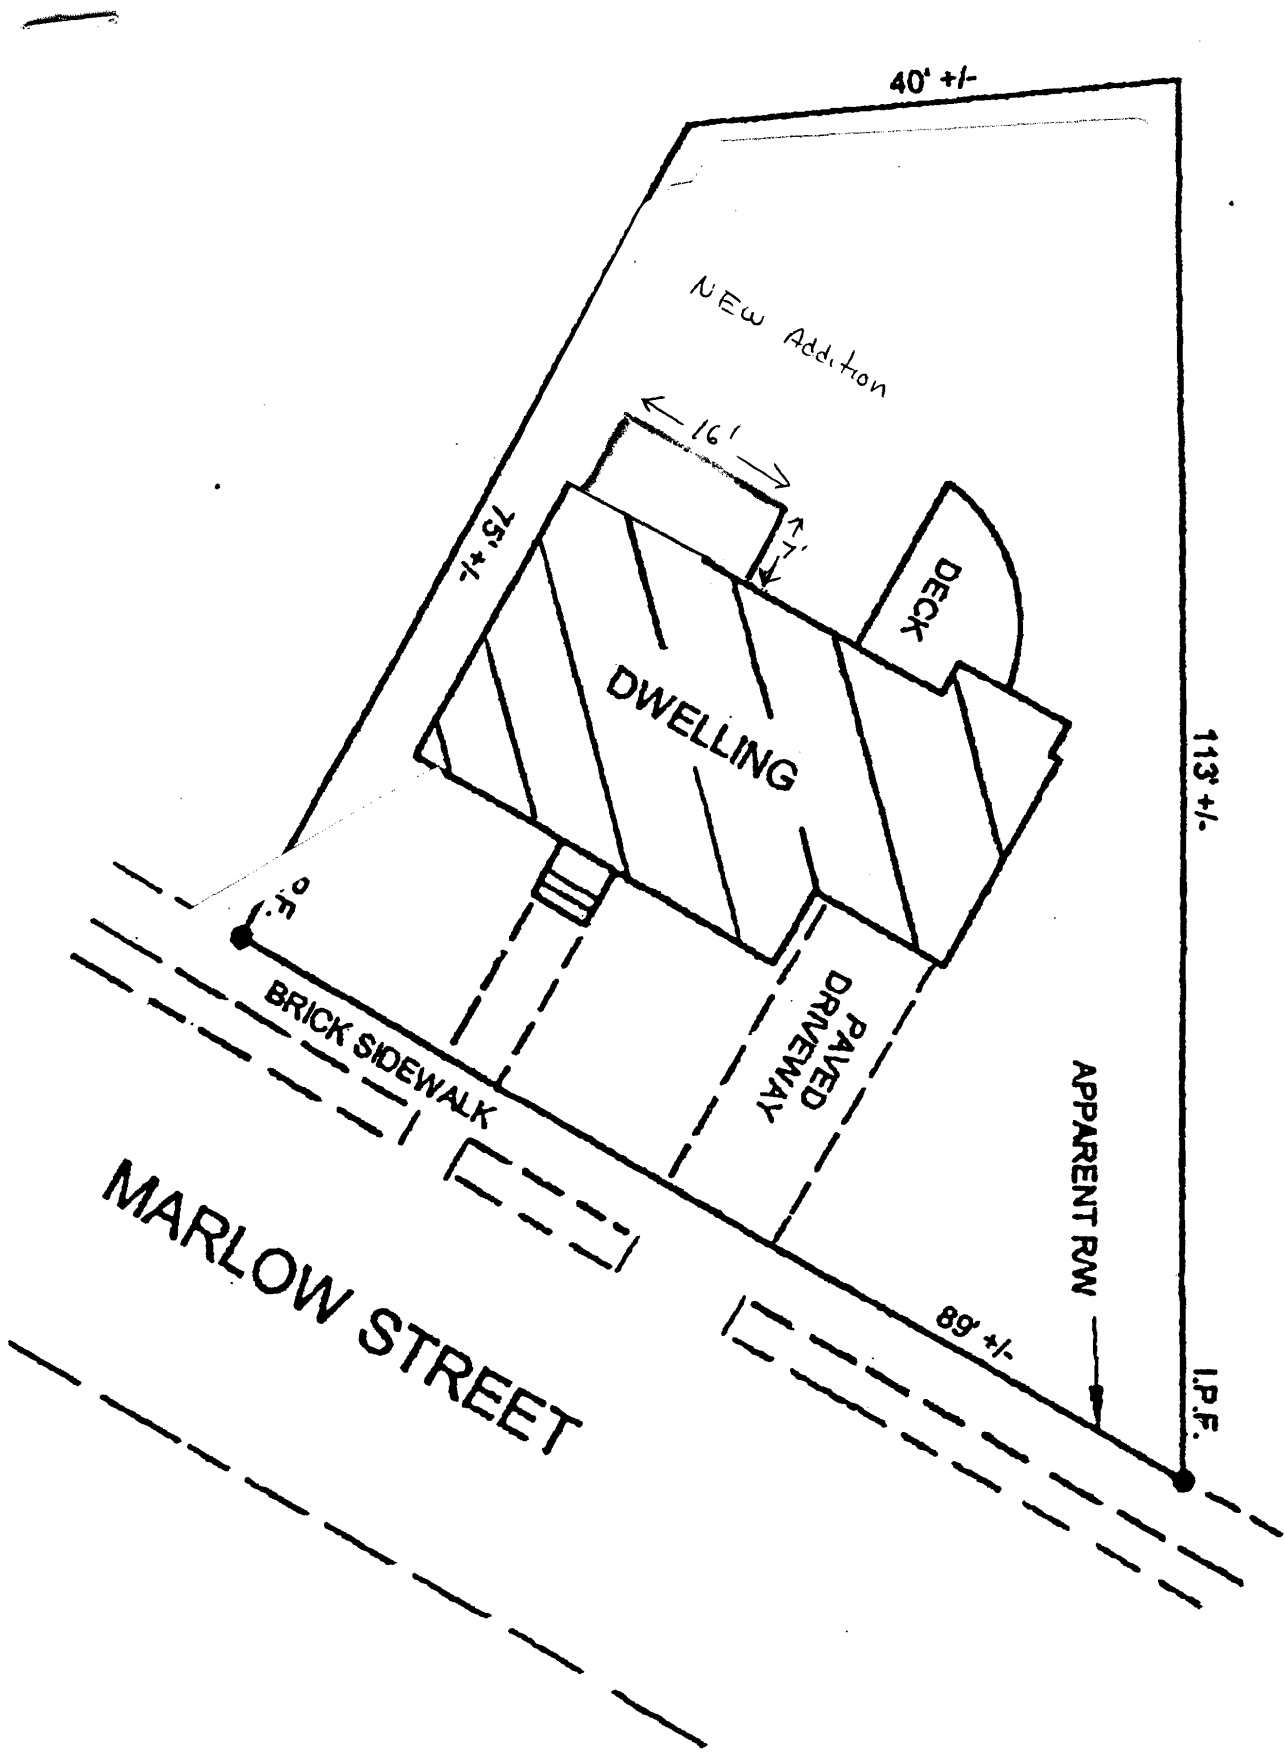 40' +/-
NEW Addition
16'
7'
75' +/-
DECK
DWELLING
113' +/-
P.F.
BRICK SIDEWALK
PAVED
DRIVEWAY
APPARENT R/W
MARLOW STREET
89' +/-
I.P.F.